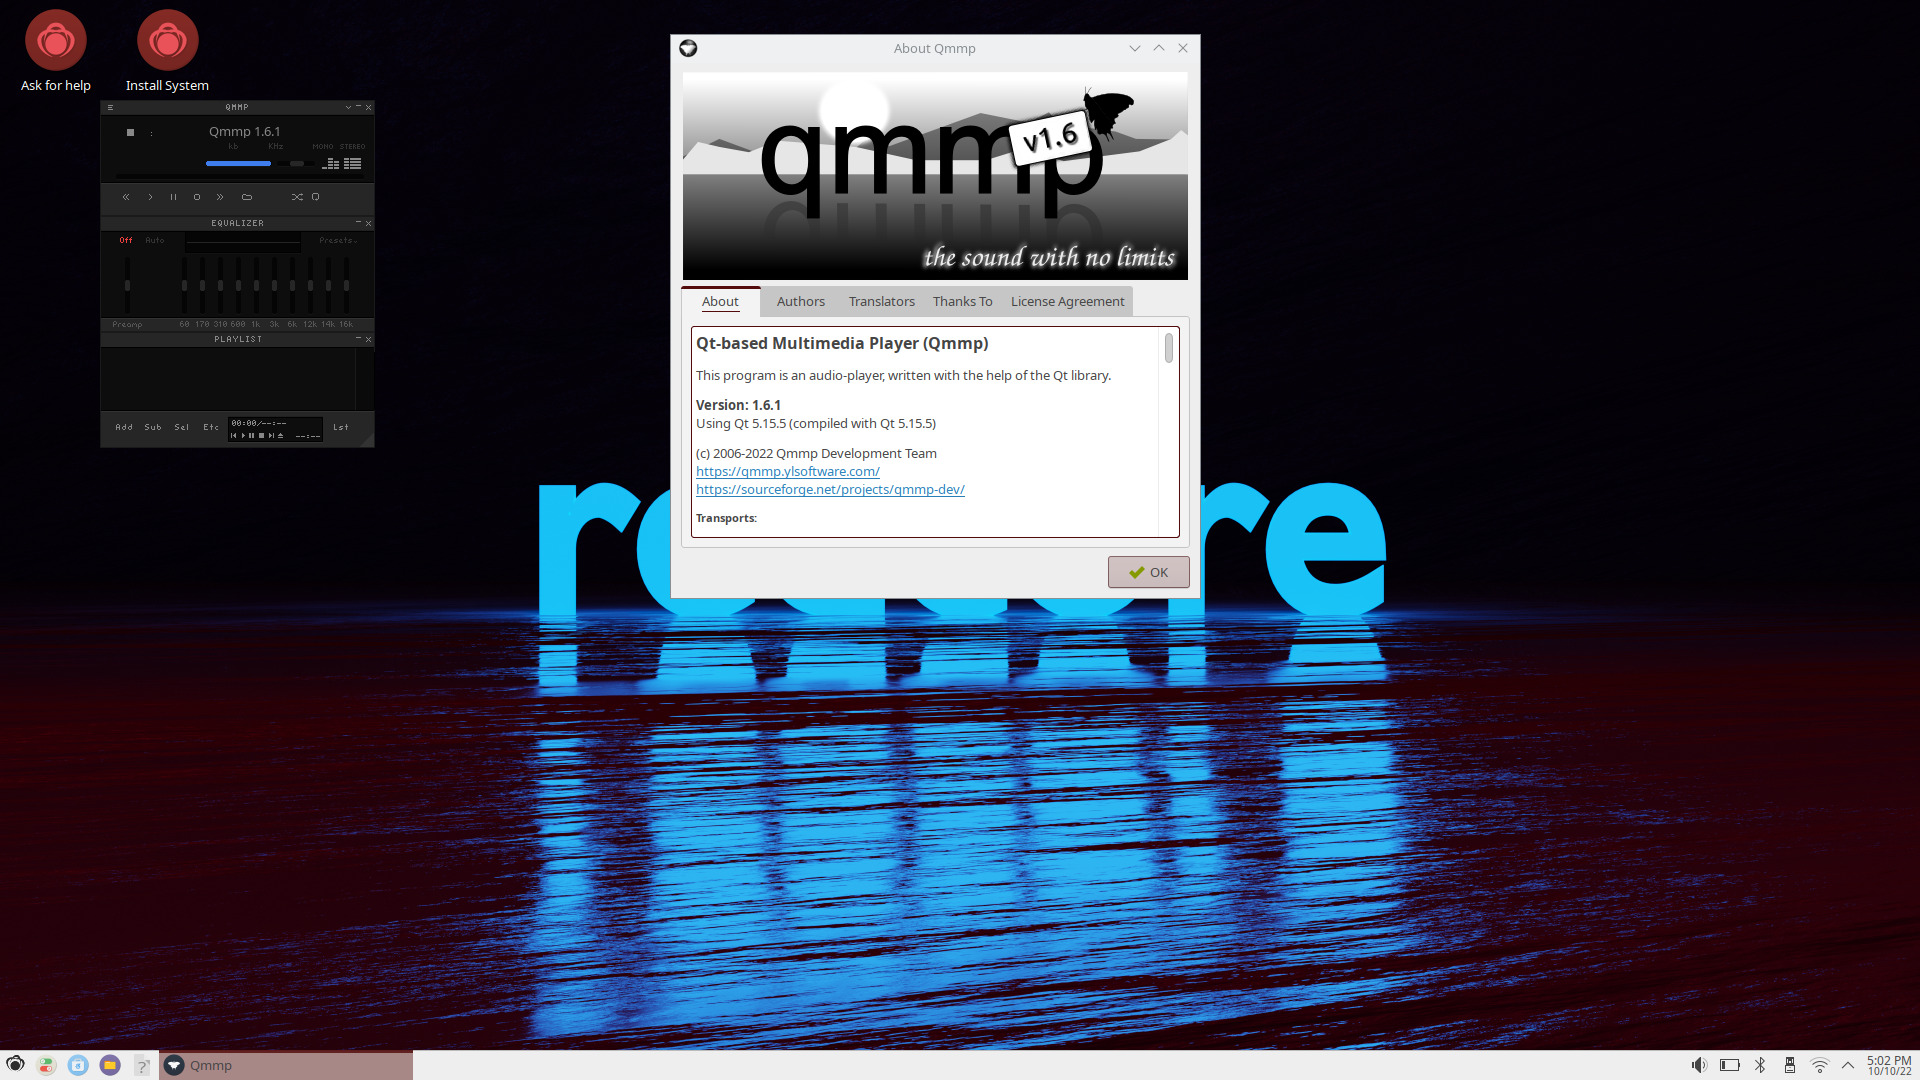 Ask for help
Install System
QMMP
:
Qmmp 1.6.1
kb
KHz
MONO STEREO
EQUALIZER
Off
Auto
Presets
Preamp
60 170 310 600 1k 3k 6k 12k 14k 16k
PLAYLIST
Add Sub Sel Etc
00:00/--:--
--:--
Lst
About Qmmp
qmmp
v1.6
the sound with no limits
About
Authors
Translators
Thanks To
License Agreement
Qt-based Multimedia Player (Qmmp)
This program is an audio-player, written with the help of the Qt library.
Version: 1.6.1
Using Qt 5.15.5 (compiled with Qt 5.15.5)
(c) 2006-2022 Qmmp Development Team
https://qmmp.ylsoftware.com/
https://sourceforge.net/projects/qmmp-dev/
Transports:
OK
Qmmp
5:02 PM
10/10/22